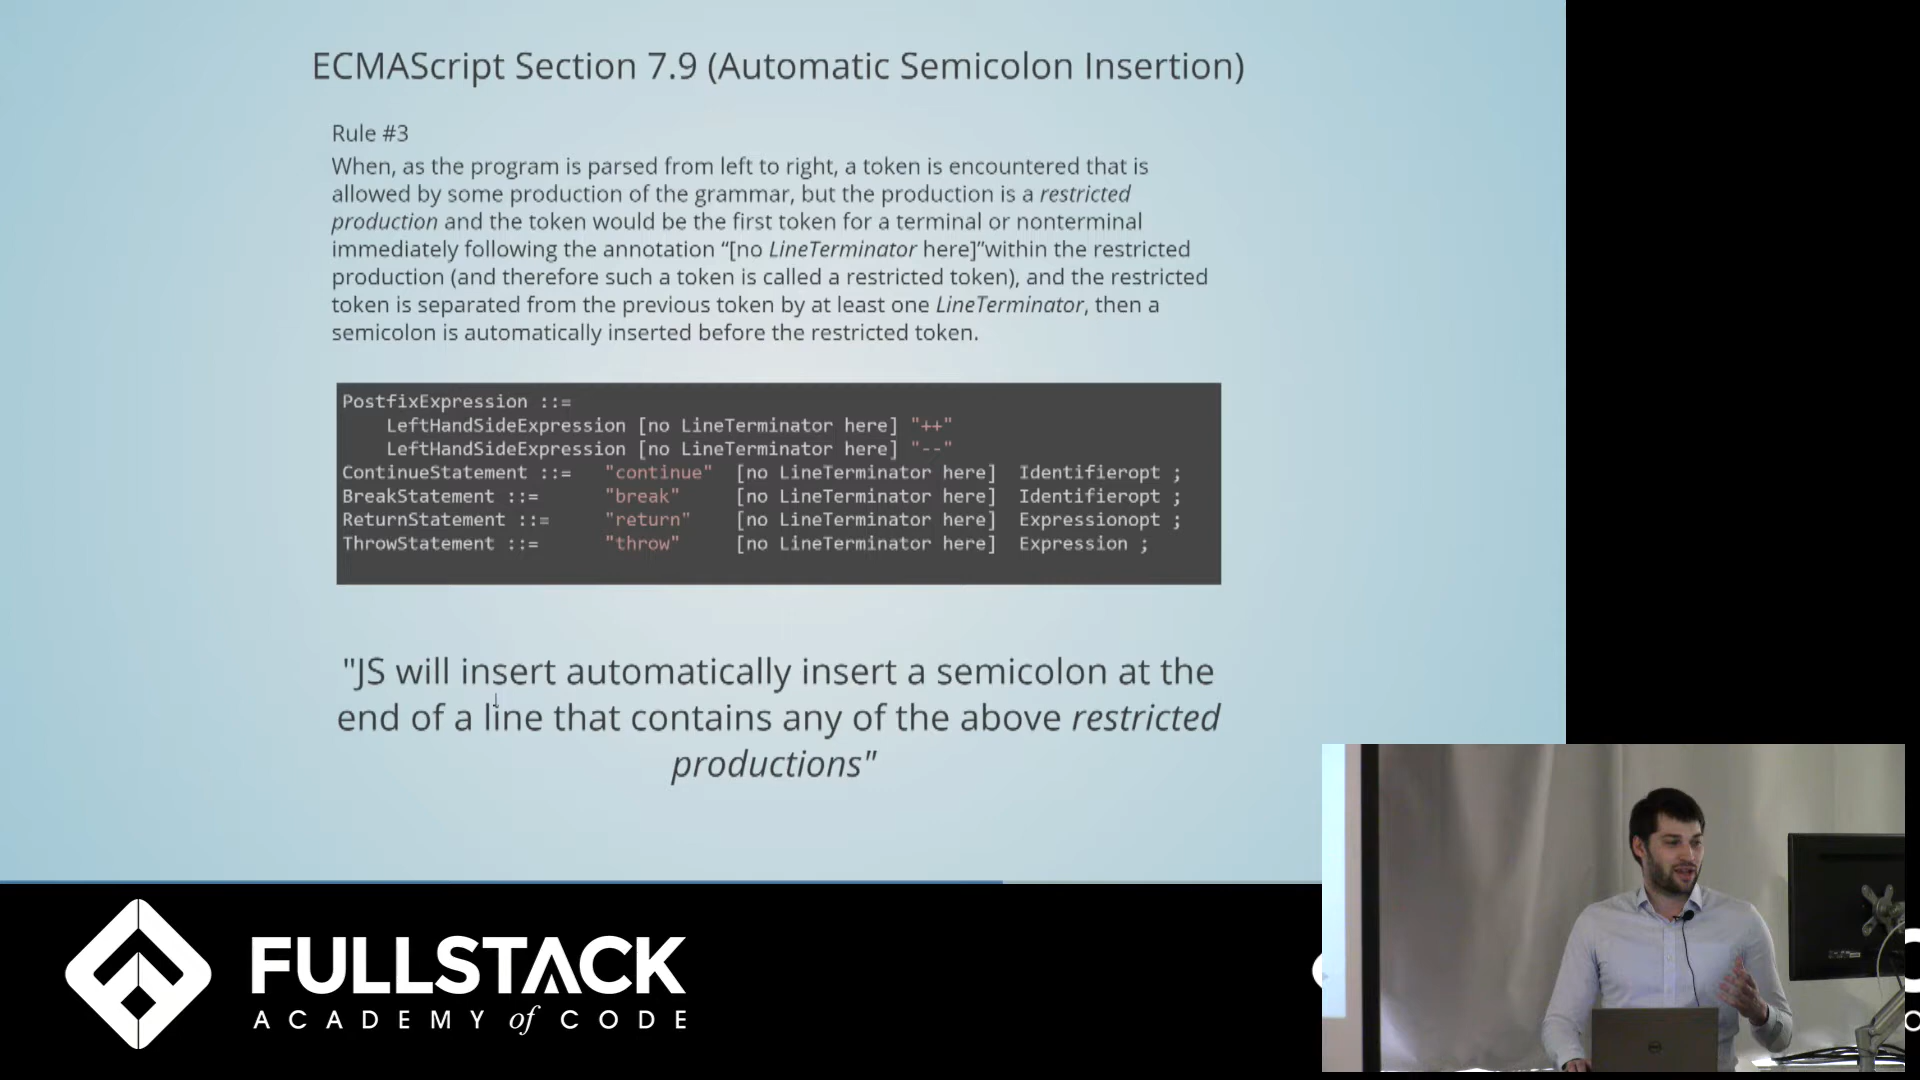 ECMAScript Section 7.9 (Automatic Semicolon Insertion)
Rule #3
When, as the program is parsed from left to right, a token is encountered that is
allowed by some production of the grammar, but the production is a restricted
production and the token would be the first token for a terminal or nonterminal
immediately following the annotation “[no LineTerminator here]”within the restricted
production (and therefore such a token is called a restricted token), and the restricted
token is separated from the previous token by at least one LineTerminator, then a
semicolon is automatically inserted before the restricted token.
PostfixExpression ::=
LeftHandSideExpression [no LineTerminator here] "++"
LeftHandSideExpression [no LineTerminator here] "--"
ContinueStatement ::= "continue" [no LineTerminator here] Identifieropt ;
BreakStatement ::= "break" [no LineTerminator here] Identifieropt ;
ReturnStatement ::= "return" [no LineTerminator here] Expressionopt ;
ThrowStatement ::= "throw" [no LineTerminator here] Expression ;
"JS will insert automatically insert a semicolon at the
end of a line that contains any of the above restricted
productions"
FULLSTACK
ACADEMY of CODE